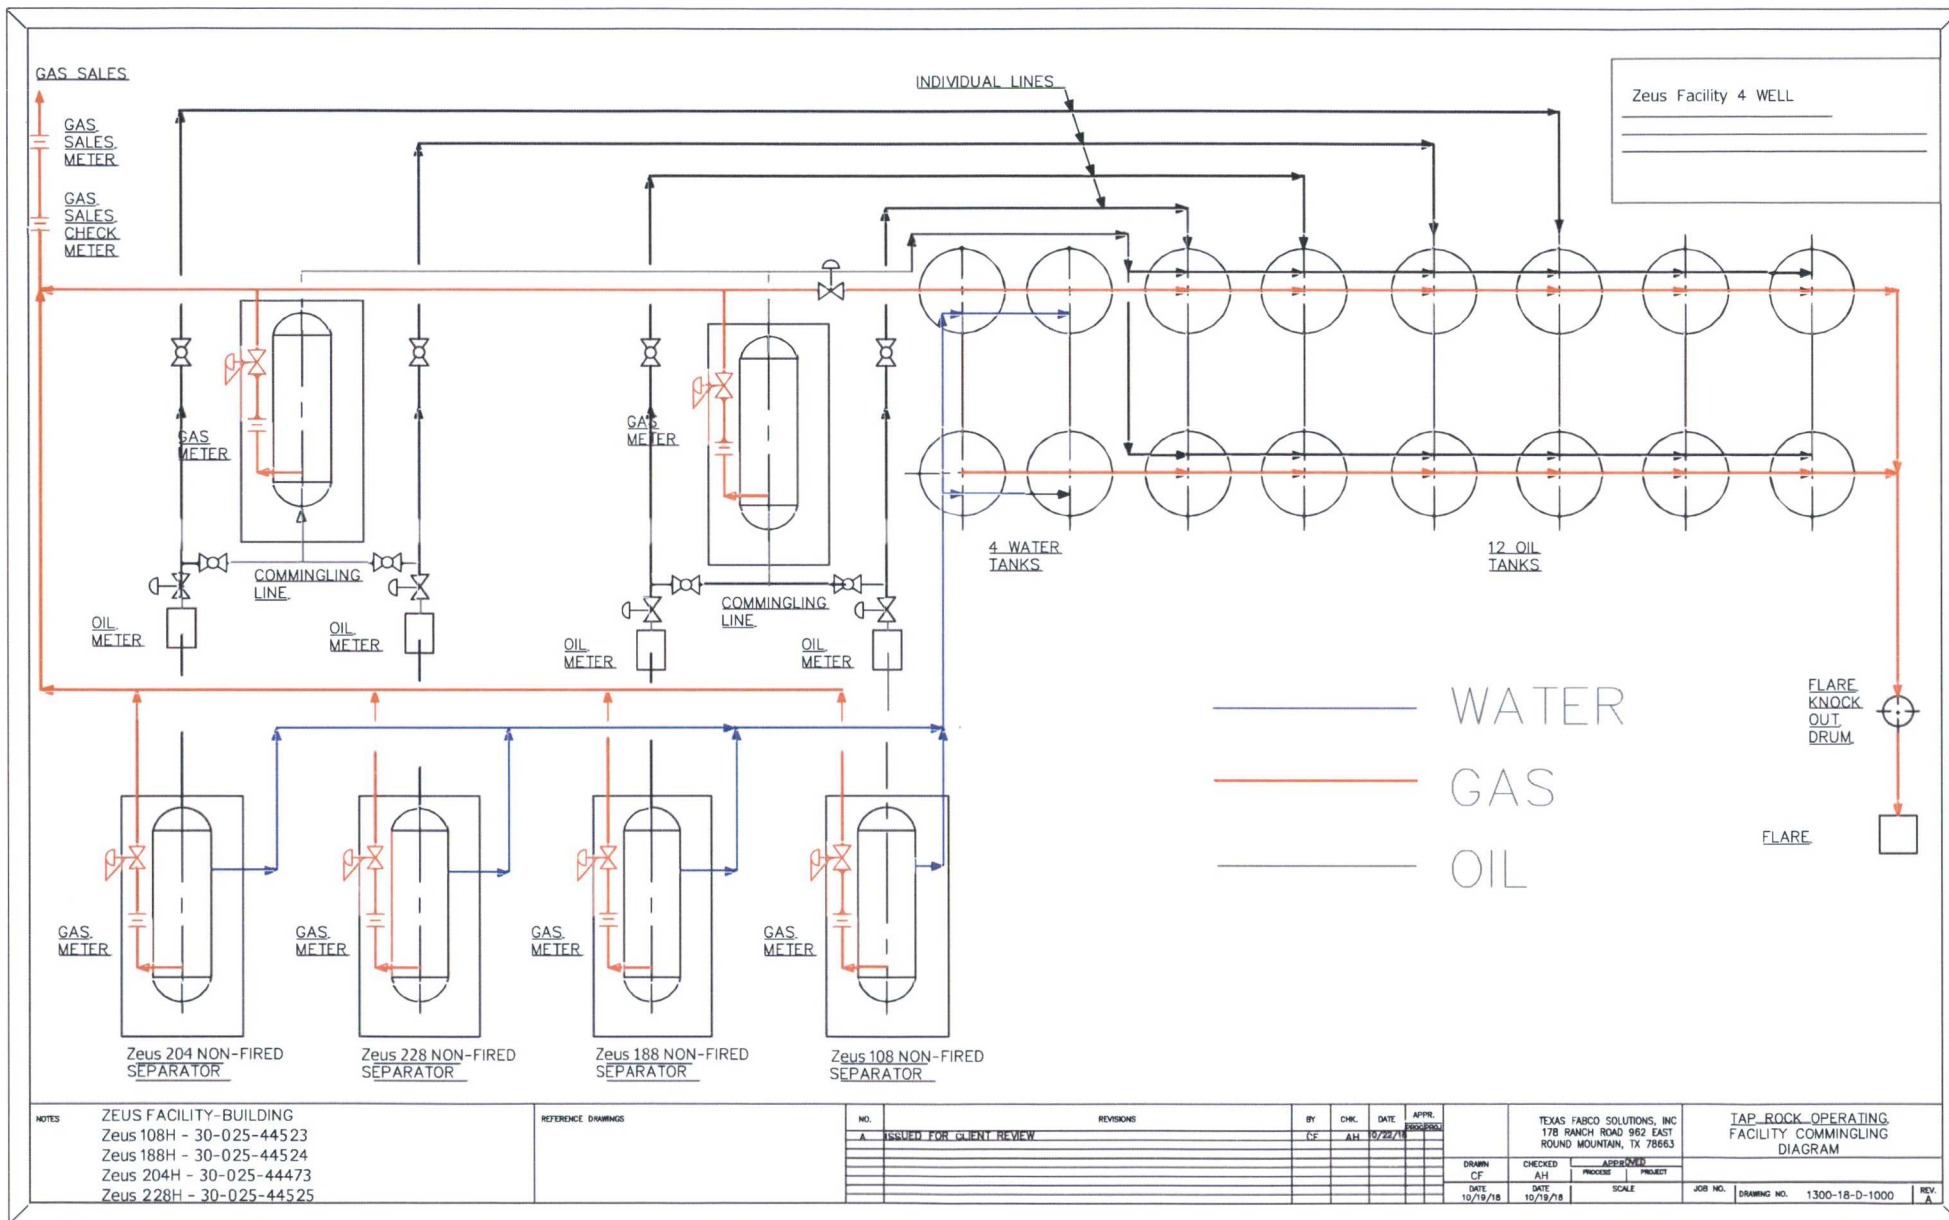 GAS SALES
GAS
SALES
METER
GAS
SALES
CHECK
METER
INDIVIDUAL LINES
Zeus Facility 4 WELL
GAS
METER
GAS
METER
COMMINGLING
LINE
COMMINGLING
LINE
4 WATER
TANKS
12 OIL
TANKS
OIL
METER
OIL
METER
OIL
METER
OIL
METER
WATER
GAS
OIL
FLARE
KNOCK
OUT
DRUM
FLARE
GAS
METER
GAS
METER
GAS
METER
GAS
METER
Zeus 204 NON-FIRED
SEPARATOR
Zeus 228 NON-FIRED
SEPARATOR
Zeus 188 NON-FIRED
SEPARATOR
Zeus 108 NON-FIRED
SEPARATOR
NOTES
ZEUS FACILITY-BUILDING
Zeus 108H - 30-025-44523
Zeus 188H - 30-025-44524
Zeus 204H - 30-025-44473
Zeus 228H - 30-025-44525
REFERENCE DRAWINGS
NO. REVISIONS BY CHK. DATE APPR.
PROC PROJ
A ISSUED FOR CLIENT REVIEW CF AH 10/22/18
TEXAS FABCO SOLUTIONS, INC
178 RANCH ROAD 962 EAST
ROUND MOUNTAIN, TX 78663
DRAWN
CF
DATE
10/19/18
CHECKED
AH
DATE
10/19/18
APPROVED
PROCESS PROJECT
SCALE
TAP ROCK OPERATING
FACILITY COMMINGLING
DIAGRAM
JOB NO.
DRAWING NO. 1300-18-D-1000
REV.
A